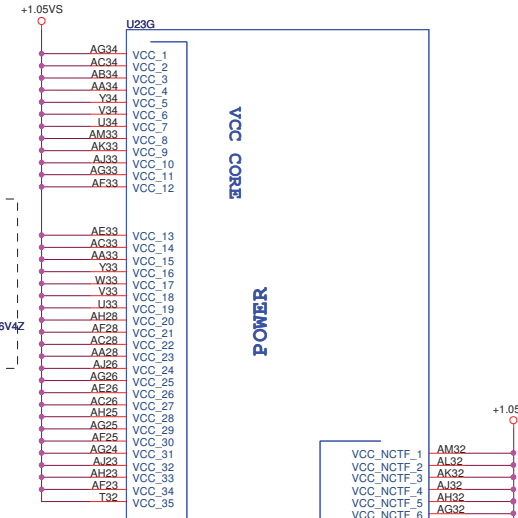 +1.05VS
U23G
AG34 VCC_1
AC34 VCC_2
AB34 VCC_3
AA34 VCC_4
Y34 VCC_5
V34 VCC_6
U34 VCC_7
AM33 VCC_8
AK33 VCC_9
AJ33 VCC_10
AG33 VCC_11
AF33 VCC_12
VCC CORE
AE33 VCC_13
AC33 VCC_14
AA33 VCC_15
Y33 VCC_16
W33 VCC_17
V33 VCC_18
U33 VCC_19
AH28 VCC_20
AF28 VCC_21
AC28 VCC_22
AA28 VCC_23
AJ26 VCC_24
AG26 VCC_25
AE26 VCC_26
AC26 VCC_27
AH25 VCC_28
AG25 VCC_29
AF25 VCC_30
AG24 VCC_31
AJ23 VCC_32
AH23 VCC_33
AF23 VCC_34
T32 VCC_35
POWER
6V4Z
+1.05
VCC_NCTF_1 AM32
VCC_NCTF_2 AL32
VCC_NCTF_3 AK32
VCC_NCTF_4 AJ32
VCC_NCTF_5 AH32
VCC_NCTF_6 AG32